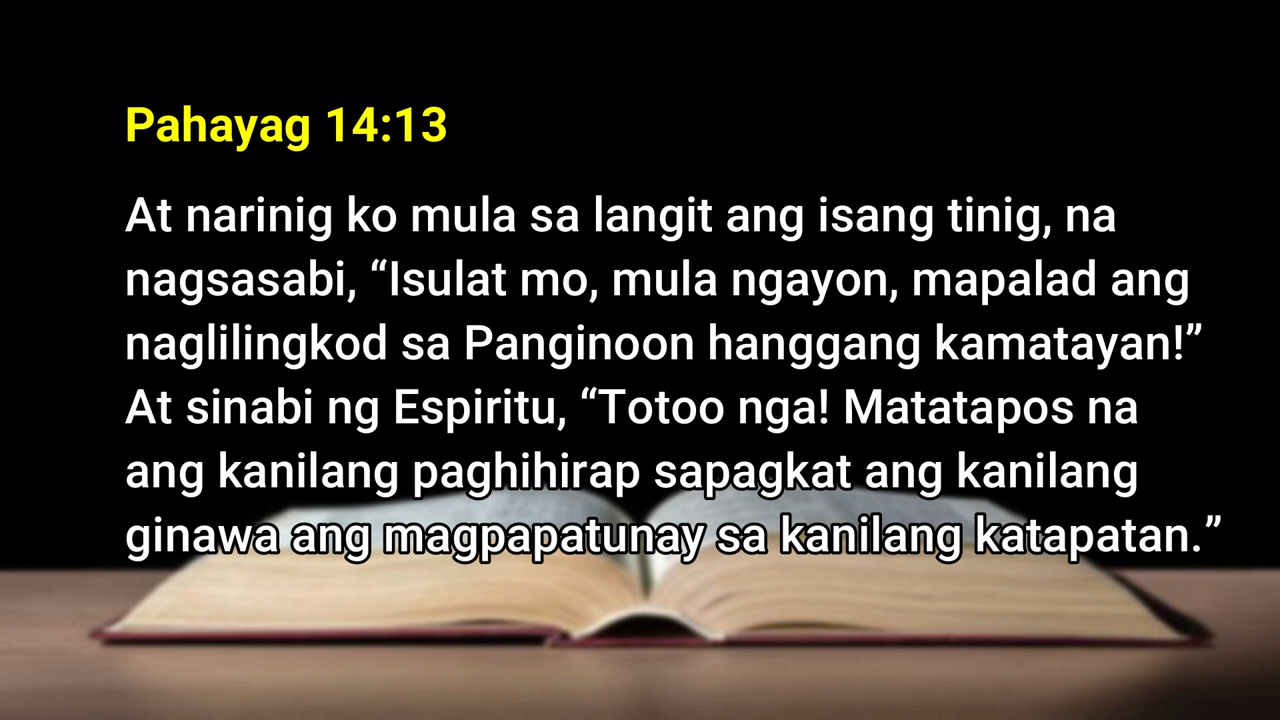 Pahayag 14:13
At narinig ko mula sa langit ang isang tinig, na
nagsasabi, “Isulat mo, mula ngayon, mapalad ang
naglilingkod sa Panginoon hanggang kamatayan!”
At sinabi ng Espiritu, “Totoo nga! Matatapos na
ang kanilang paghihirap sapagkat ang kanilang
ginawa ang magpapatunay sa kanilang katapatan.”